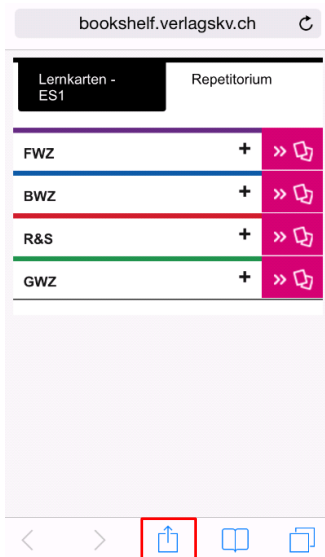 bookshelf.verlagskv.ch
Lernkarten -
ES1
Repetitorium
FWZ
BWZ
R&S
GWZ